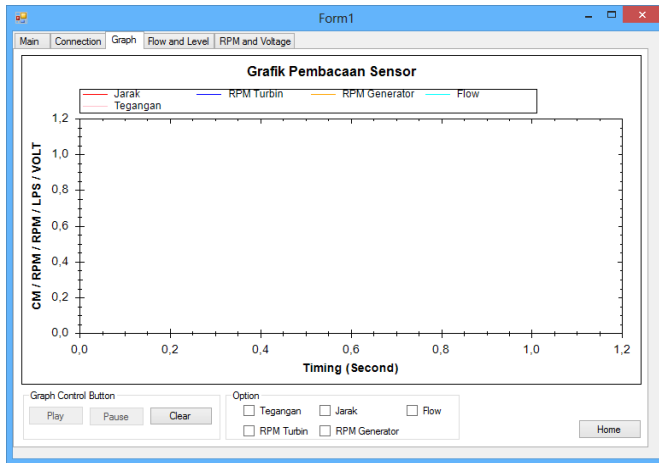 Form1
Main Connection Graph Flow and Level RPM and Voltage
Grafik Pembacaan Sensor
Jarak RPM Turbin RPM Generator Flow
Tegangan
CM / RPM / RPM / LPS / VOLT
1,2
1,0
0,8
0,6
0,4
0,2
0,0
0,0 0,2 0,4 0,6 0,8 1,0 1,2
Timing (Second)
Graph Control Button
Play Pause Clear
Option
Tegangan Jarak Flow
RPM Turbin RPM Generator
Home